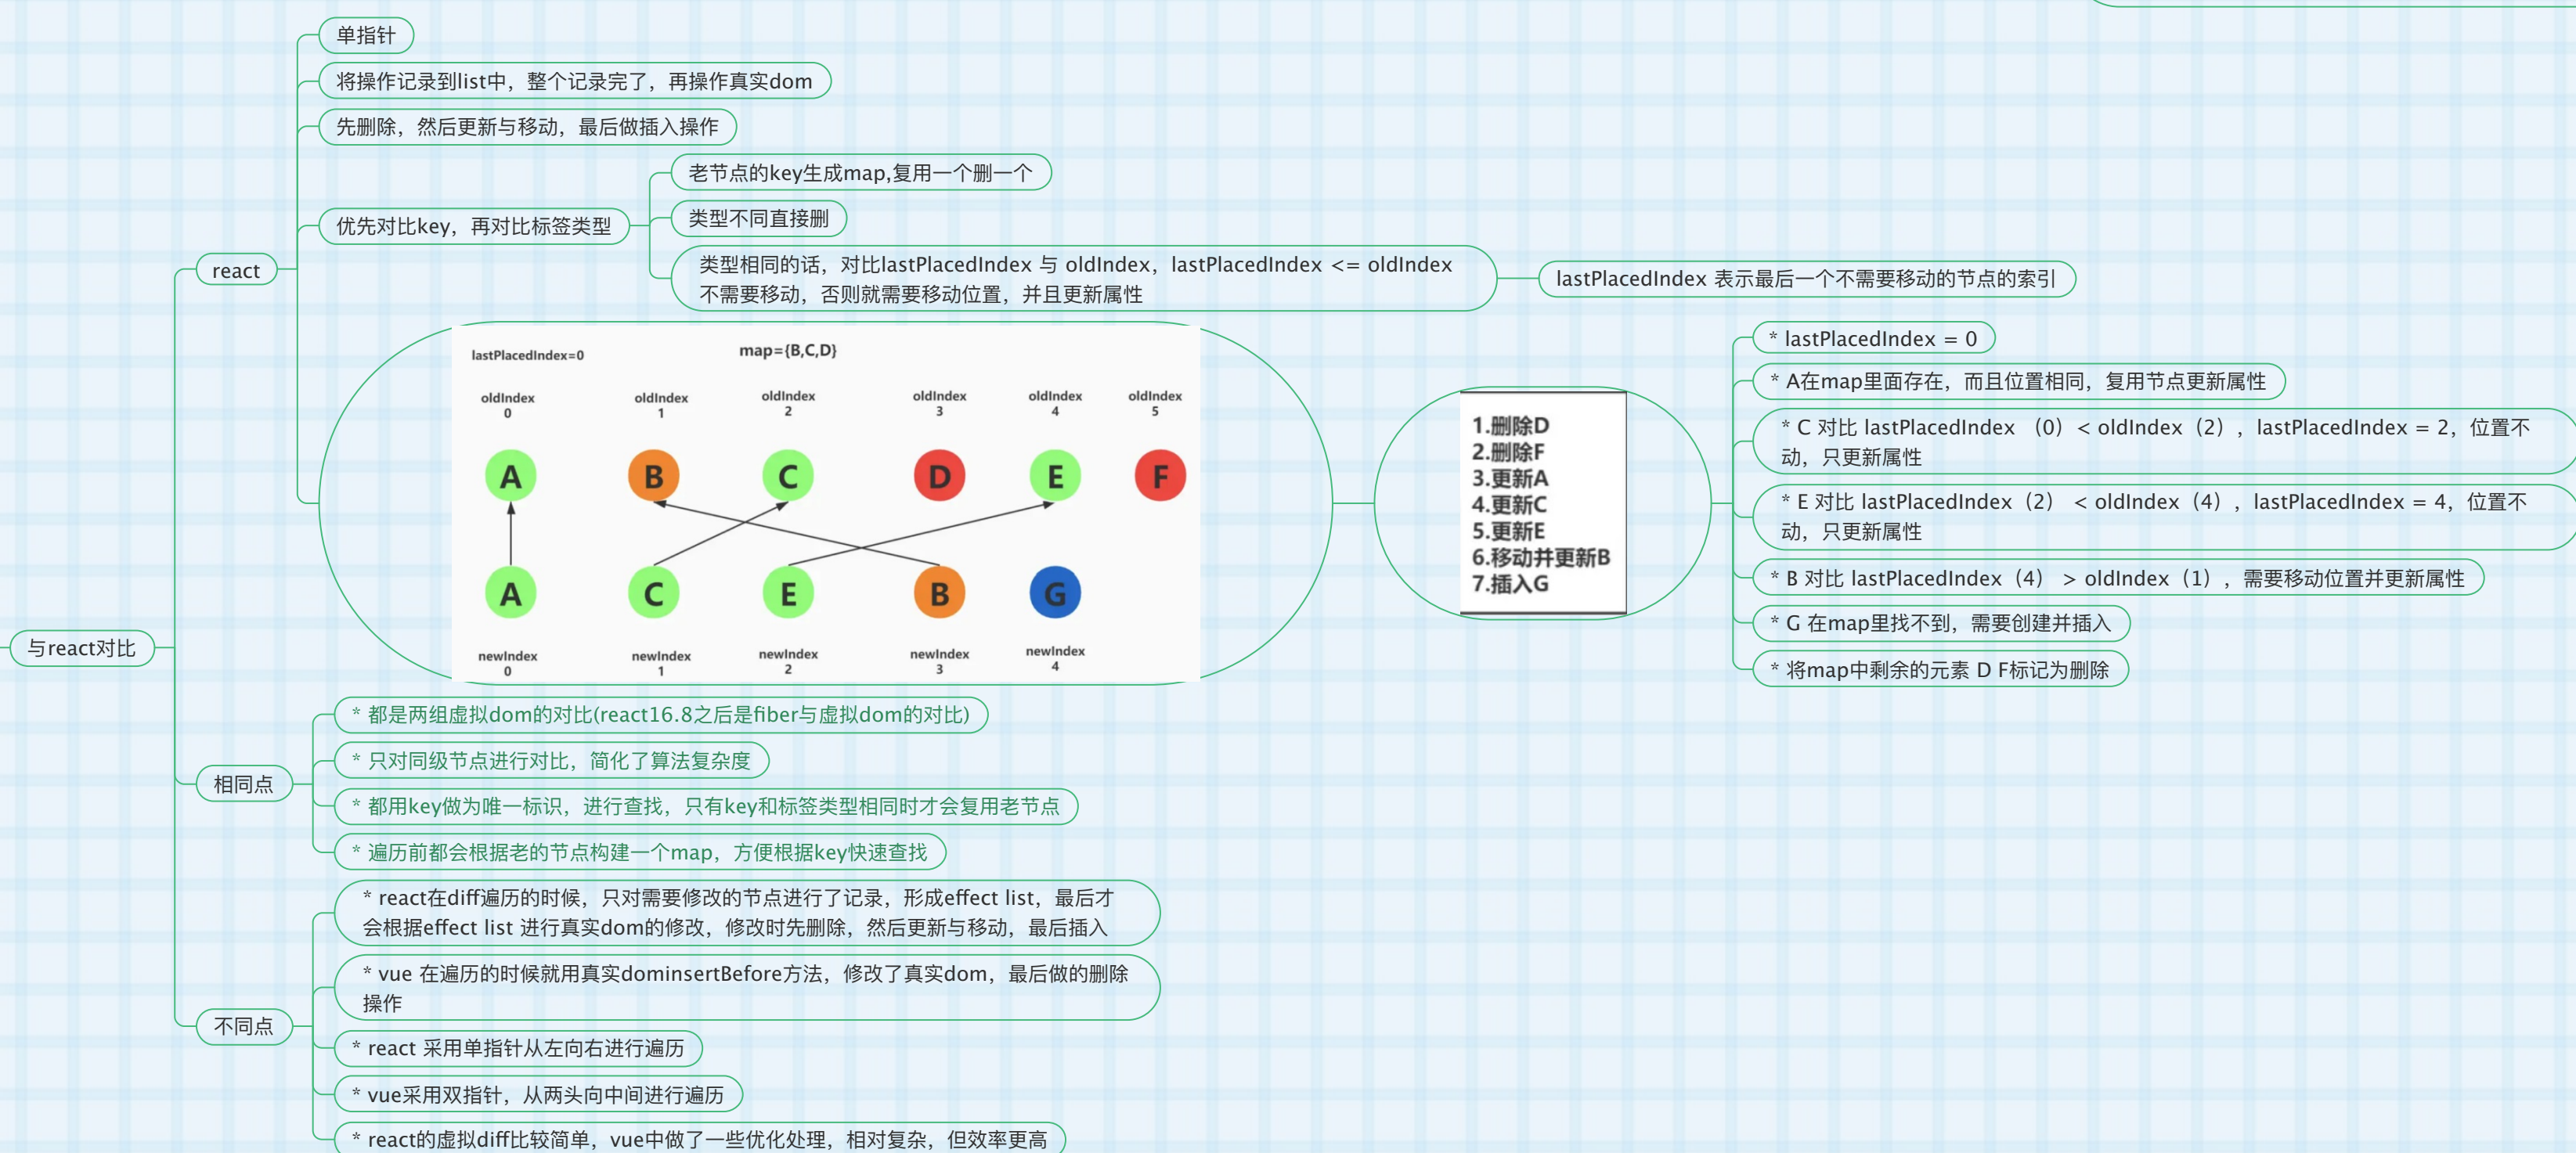 与react对比
react
单指针
将操作记录到list中，整个记录完了，再操作真实dom
先删除，然后更新与移动，最后做插入操作
优先对比key，再对比标签类型
老节点的key生成map,复用一个删一个
类型不同直接删
类型相同的话，对比lastPlacedIndex 与 oldIndex，lastPlacedIndex <= oldIndex
不需要移动，否则就需要移动位置，并且更新属性
lastPlacedIndex 表示最后一个不需要移动的节点的索引
lastPlacedIndex=0
map={B,C,D}
oldIndex
0
oldIndex
1
oldIndex
2
oldIndex
3
oldIndex
4
oldIndex
5
A
B
C
D
E
F
A
C
E
B
G
newIndex
0
newIndex
1
newIndex
2
newIndex
3
newIndex
4
1.删除D
2.删除F
3.更新A
4.更新C
5.更新E
6.移动并更新B
7.插入G
* lastPlacedIndex = 0
* A在map里面存在，而且位置相同，复用节点更新属性
* C 对比 lastPlacedIndex （0）< oldIndex（2），lastPlacedIndex = 2，位置不
动，只更新属性
* E 对比 lastPlacedIndex（2） < oldIndex（4），lastPlacedIndex = 4，位置不
动，只更新属性
* B 对比 lastPlacedIndex（4） > oldIndex（1），需要移动位置并更新属性
* G 在map里找不到，需要创建并插入
* 将map中剩余的元素 D F标记为删除
相同点
* 都是两组虚拟dom的对比(react16.8之后是fiber与虚拟dom的对比)
* 只对同级节点进行对比，简化了算法复杂度
* 都用key做为唯一标识，进行查找，只有key和标签类型相同时才会复用老节点
* 遍历前都会根据老的节点构建一个map，方便根据key快速查找
不同点
* react在diff遍历的时候，只对需要修改的节点进行了记录，形成effect list，最后才
会根据effect list 进行真实dom的修改，修改时先删除，然后更新与移动，最后插入
* vue 在遍历的时候就用真实dominsertBefore方法，修改了真实dom，最后做的删除
操作
* react 采用单指针从左向右进行遍历
* vue采用双指针，从两头向中间进行遍历
* react的虚拟diff比较简单，vue中做了一些优化处理，相对复杂，但效率更高